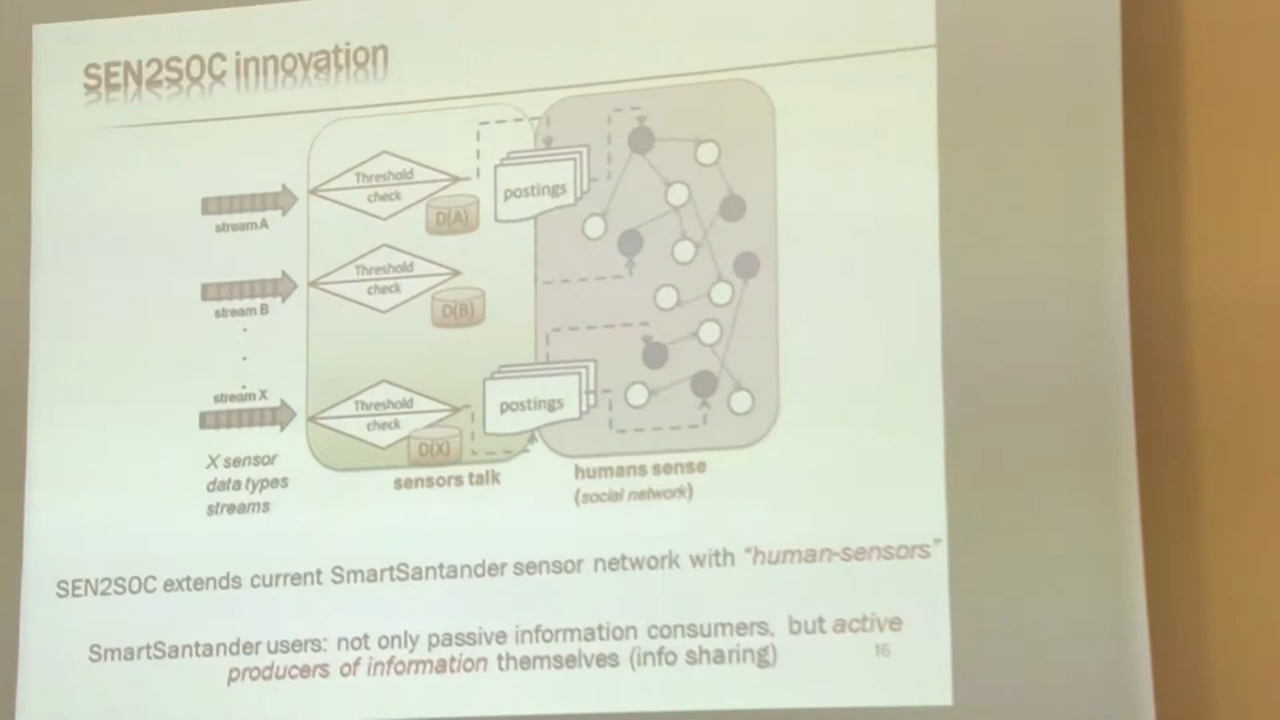 SEN2SOC innovation
Threshold
check
D(A)
postings
stream A
Threshold
check
D(B)
stream B
stream X
Threshold
check
D(X)
postings
X sensor
data types
streams
sensors talk
humans sense
(social network)
SEN2SOC extends current SmartSantander sensor network with “human-sensors”
SmartSantander users: not only passive information consumers, but active
producers of information themselves (info sharing)
16